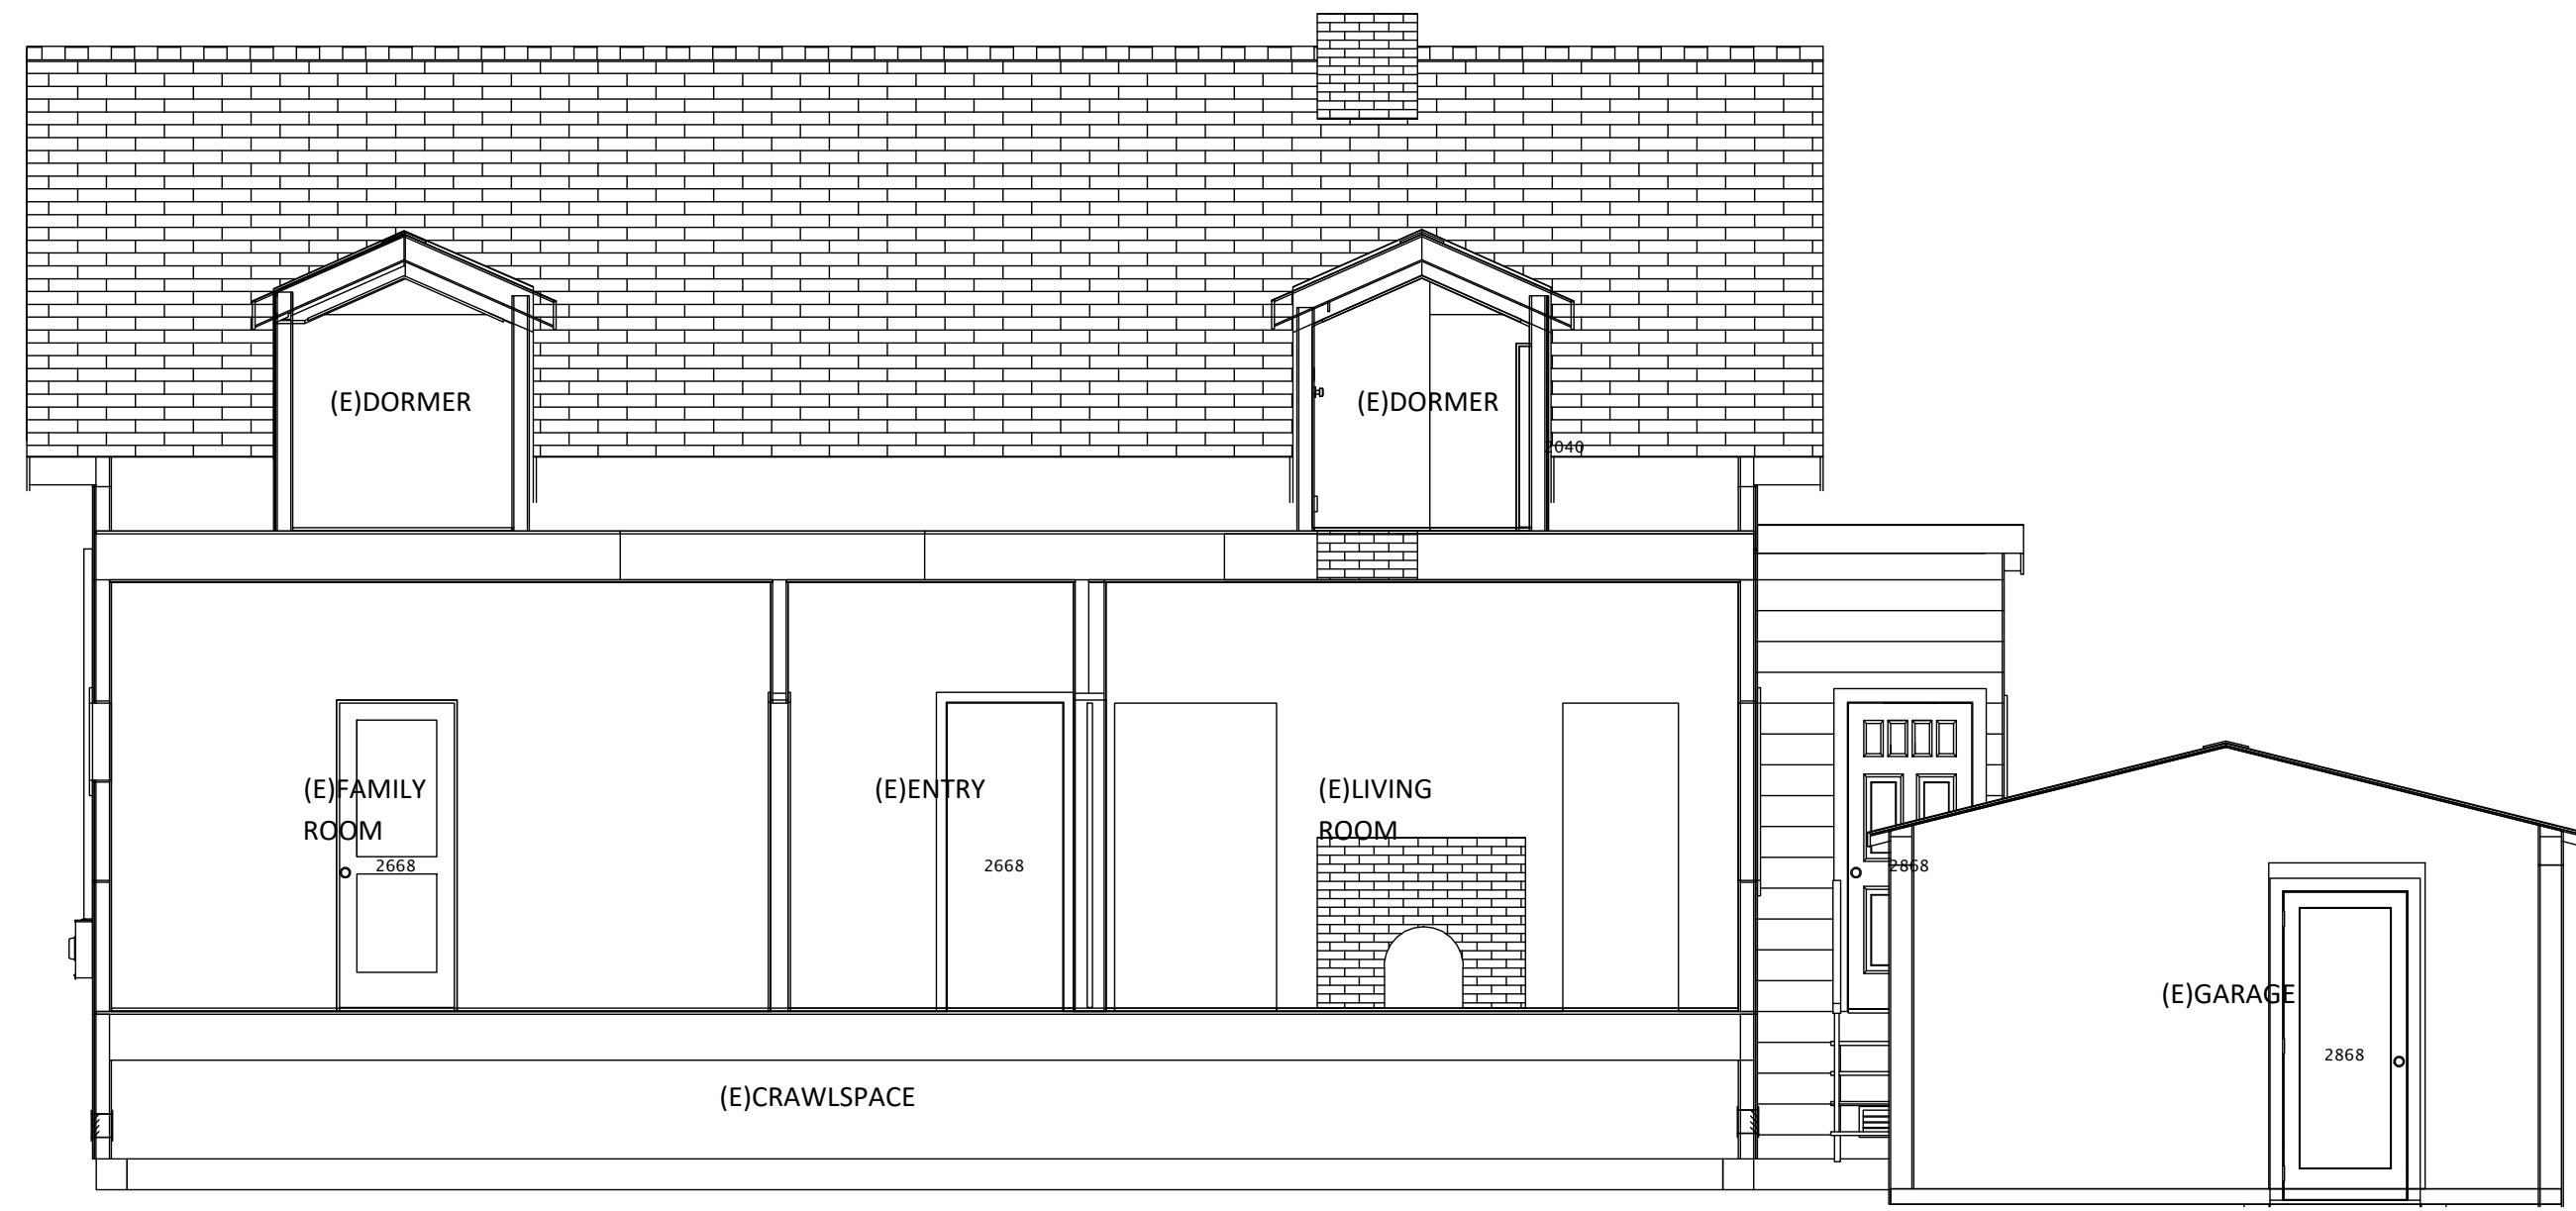 (E)DORMER
(E)DORMER
2040
(E)FAMILY
ROOM
2668
(E)ENTRY
2668
(E)LIVING
ROOM
2868
(E)GARAGE
2868
(E)CRAWLSPACE